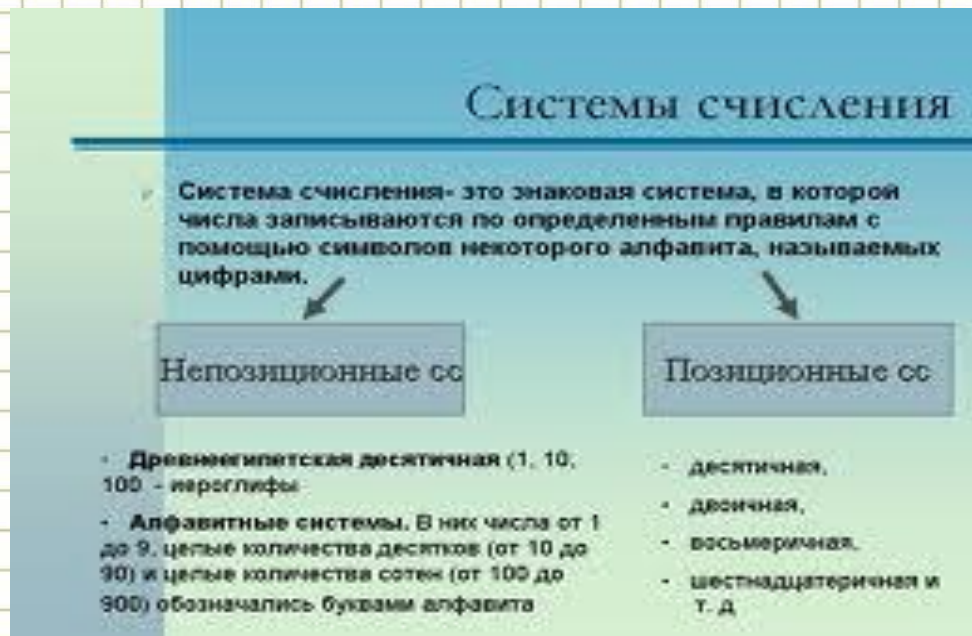 Системы счисления
Система счисления- это знаковая система, в которой
числа записываются по определенным правилам с
помощью символов некоторого алфавита, называемых
цифрами.
Непозиционные сс
Позиционные сс
- Древнеегипетская десятичная (1, 10,
100 - иероглифы
- Алфавитные системы. В них числа от 1
до 9, целые количества десятков (от 10 до
90) и целые количества сотен (от 100 до
900) обозначались буквами алфавита
- десятичная,
- двоичная,
- восьмеричная,
- шестнадцатеричная и
т. д